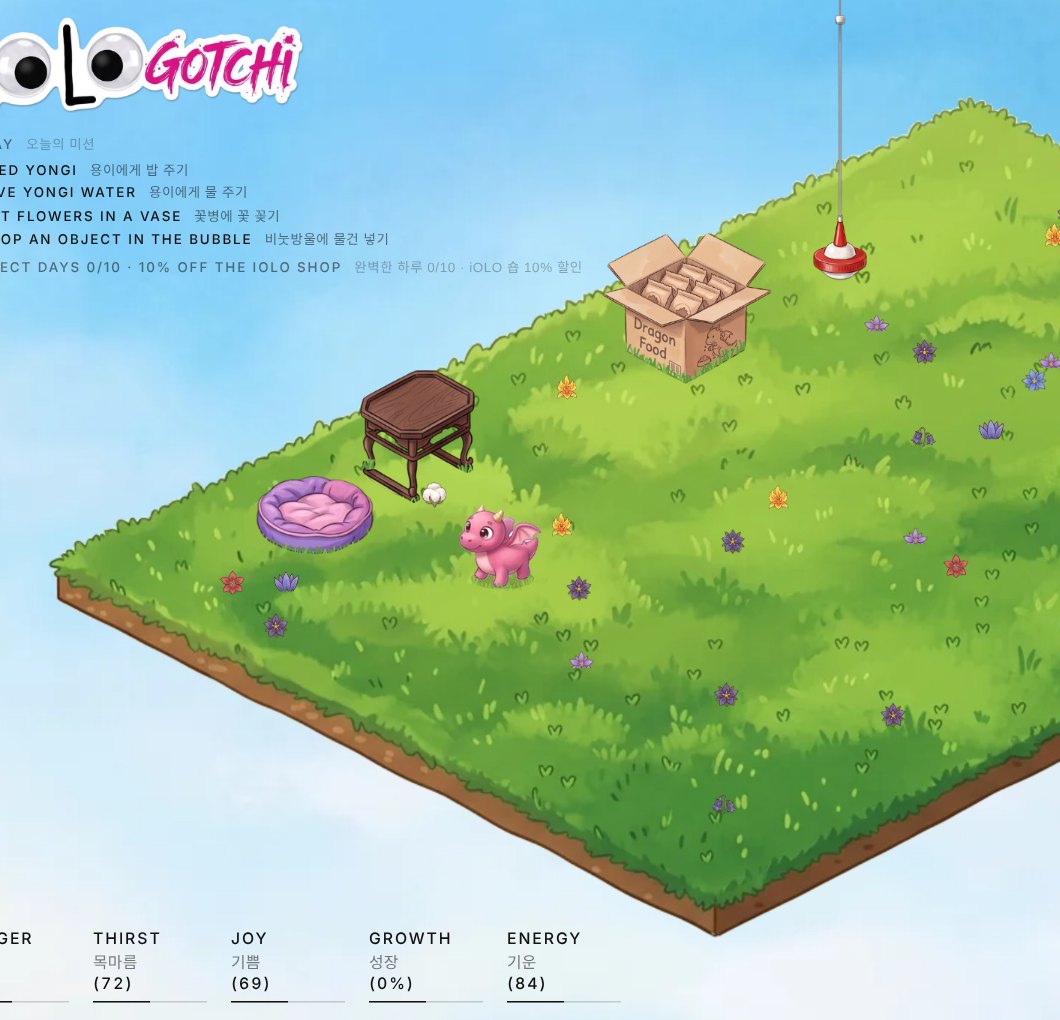 OLO GOTCHi
AY 오늘의 미션
ED YONGI 용이에게 밥 주기
VE YONGI WATER 용이에게 물 주기
T FLOWERS IN A VASE 꽃병에 꽃 꽂기
OP AN OBJECT IN THE BUBBLE 비눗방울에 물건 넣기
ECT DAYS 0/10 · 10% OFF THE IOLO SHOP 완벽한 하루 0/10 · iOLO 숍 10% 할인
Dragon
Food
GER THIRST JOY GROWTH ENERGY
목마름 기쁨 성장 기운
(72) (69) (0%) (84)